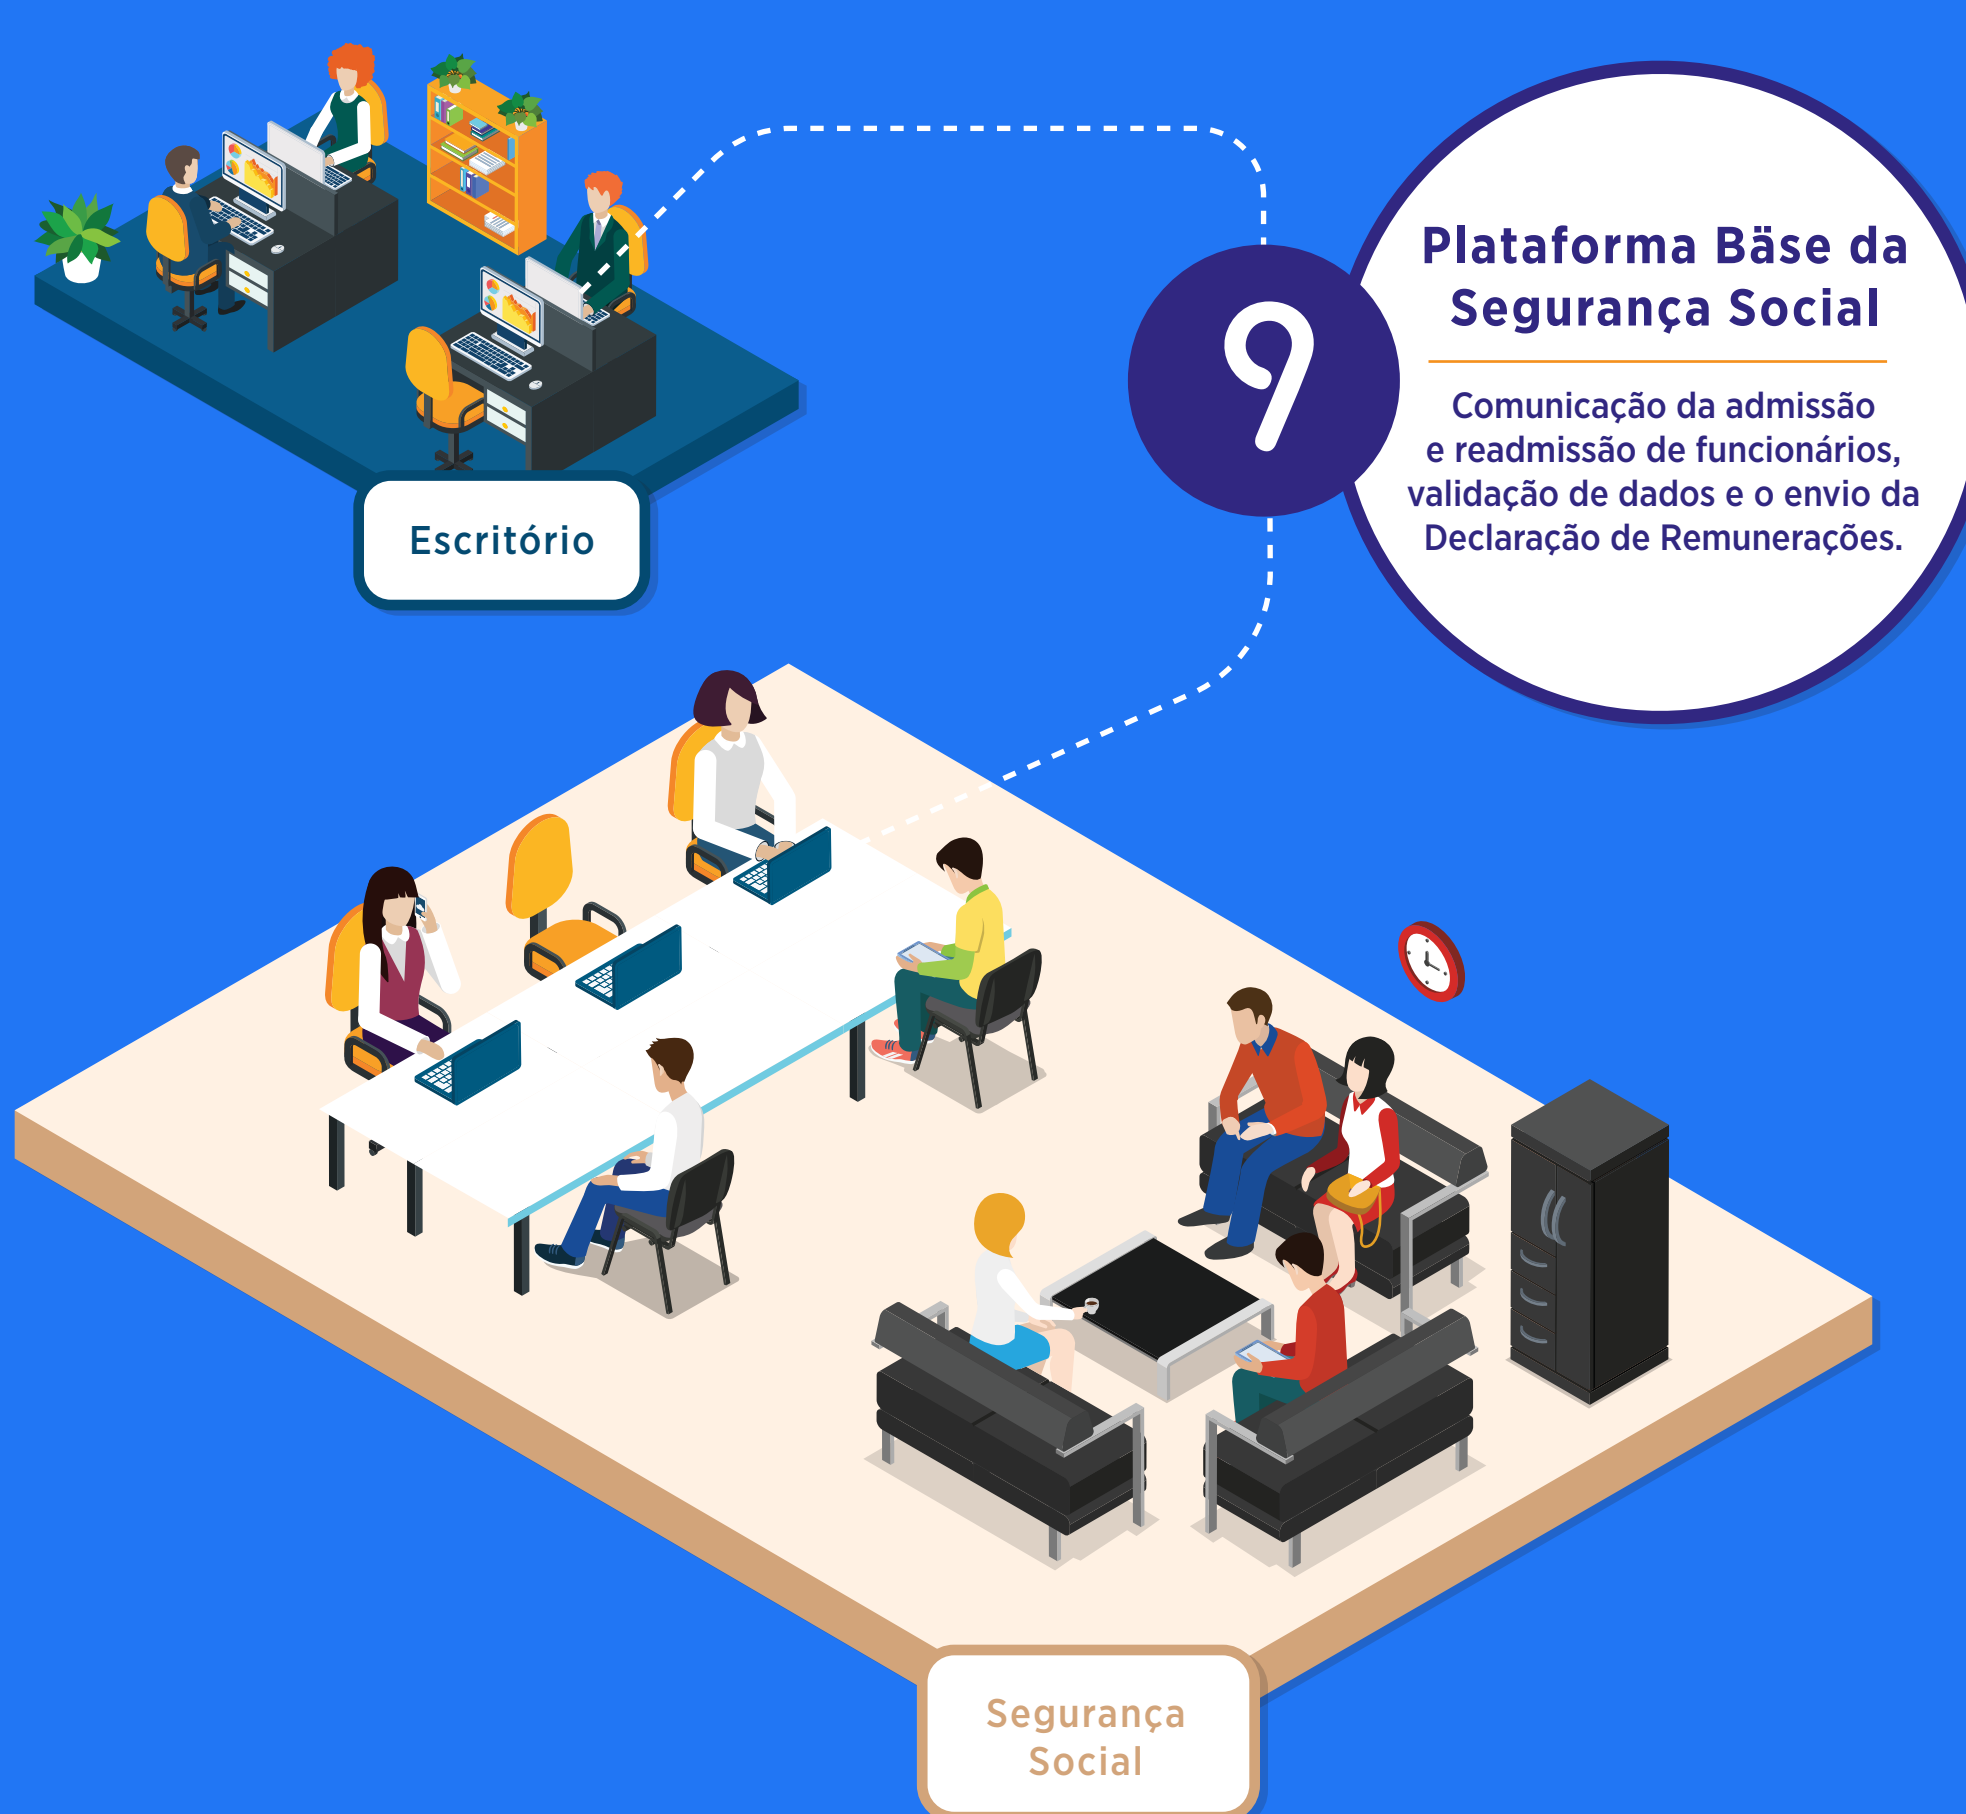 Plataforma Bäse da
Segurança Social
9
Comunicação da admissão
e readmissão de funcionários,
validação de dados e o envio da
Declaração de Remunerações.
Escritório
Segurança
Social